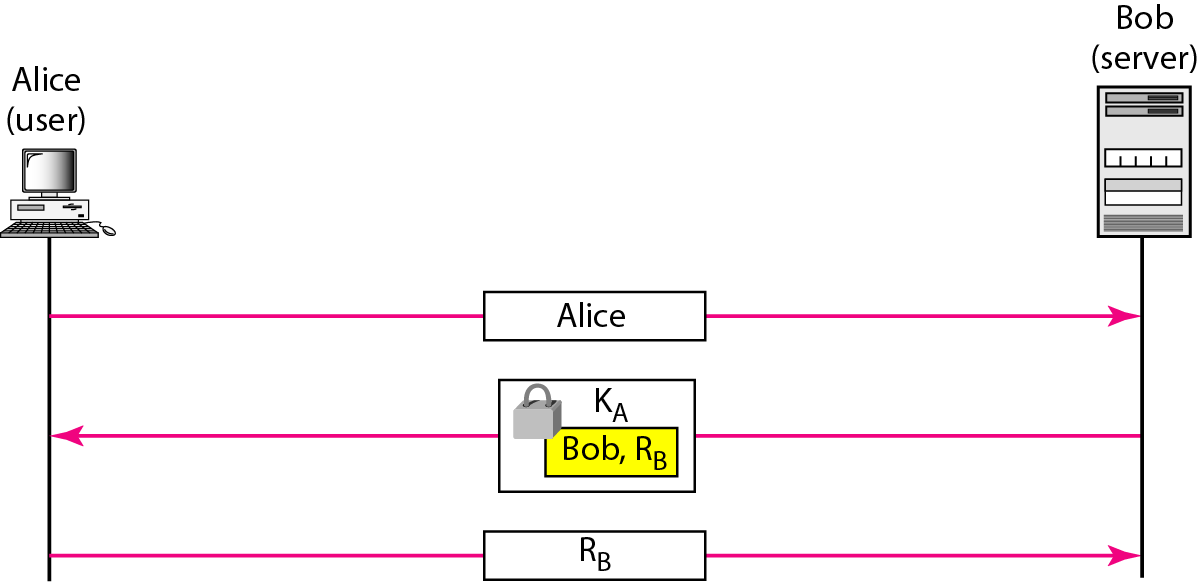 Bob
(server)
Alice
(user)
Alice
K_A
Bob, R_B
R_B